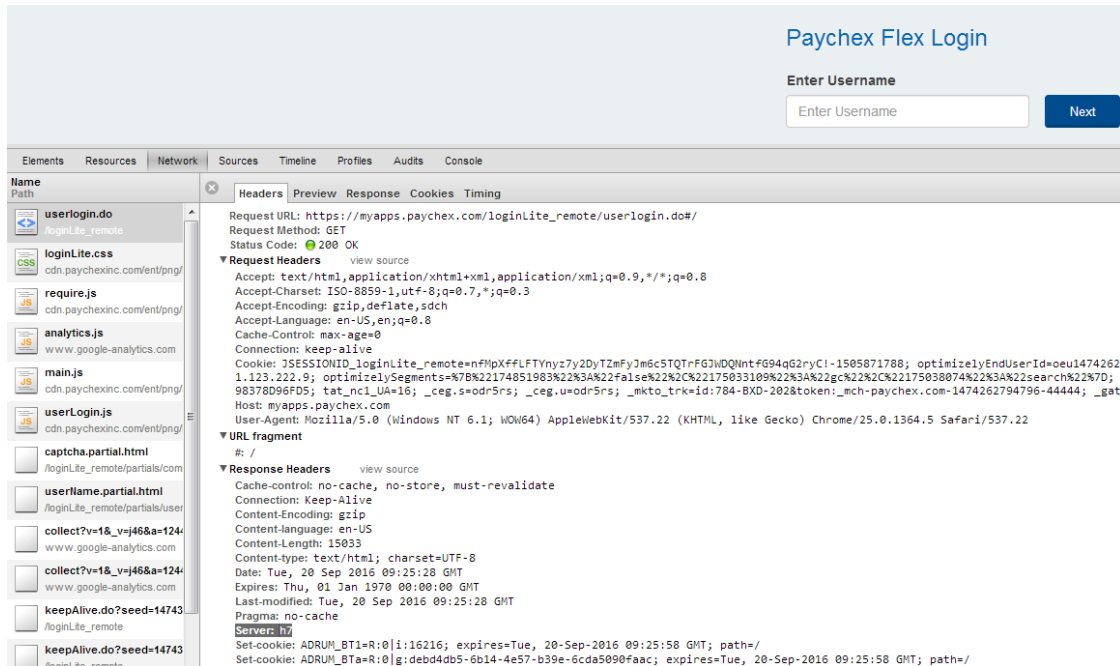 Paychex Flex Login
Enter Username
Enter Username
Next
Elements Resources Network Sources Timeline Profiles Audits Console
Name
Path
userlogin.do
/loginLite_remote
loginLite.css
cdn.paychexinc.com/ent/png/
require.js
cdn.paychexinc.com/ent/png/
analytics.js
www.google-analytics.com
main.js
cdn.paychexinc.com/ent/png/
userLogin.js
cdn.paychexinc.com/ent/png/
captcha.partial.html
/loginLite_remote/partials/com
userName.partial.html
/loginLite_remote/partials/user
collect?v=1&_v=j46&a=1244
www.google-analytics.com
collect?v=1&_v=j46&a=1244
www.google-analytics.com
keepAlive.do?seed=14743
/loginLite_remote
keepAlive.do?seed=14743
Headers Preview Response Cookies Timing
Request URL: https://myapps.paychex.com/loginLite_remote/userlogin.do#/
Request Method: GET
Status Code: 200 OK
Request Headers view source
Accept: text/html,application/xhtml+xml,application/xml;q=0.9,*/*;q=0.8
Accept-Charset: ISO-8859-1,utf-8;q=0.7,*;q=0.3
Accept-Encoding: gzip,deflate,sdch
Accept-Language: en-US,en;q=0.8
Cache-Control: max-age=0
Connection: keep-alive
Cookie: JSESSIONID_loginLite_remote=nfMpXffLFTYnyz7y2DyTZmFyJm6c5TQTrFGJWDQNntfG94qG2ryC!-1505871788; optimizelyEndUserId=oeu1474262
1.123.222.9; optimizelySegments=%7B%22174851983%22%3A%22false%22%2C%22175033109%22%3A%22gc%22%2C%22175038074%22%3A%22search%22%7D;
98378D96FD5; tat_nc1_UA=16; _ceg.s=odr5rs; _ceg.u=odr5rs; _mkto_trk=id:784-BXD-202&token:_mch-paychex.com-1474262794796-44444; _gat
Host: myapps.paychex.com
User-Agent: Mozilla/5.0 (Windows NT 6.1; WOW64) AppleWebKit/537.22 (KHTML, like Gecko) Chrome/25.0.1364.5 Safari/537.22
URL fragment
#: /
Response Headers view source
Cache-control: no-cache, no-store, must-revalidate
Connection: Keep-Alive
Content-Encoding: gzip
Content-language: en-US
Content-Length: 15033
Content-type: text/html; charset=UTF-8
Date: Tue, 20 Sep 2016 09:25:28 GMT
Expires: Thu, 01 Jan 1970 00:00:00 GMT
Last-modified: Tue, 20 Sep 2016 09:25:28 GMT
Pragma: no-cache
Server: h7
Set-cookie: ADRUM_BT1=R:0|i:16216; expires=Tue, 20-Sep-2016 09:25:58 GMT; path=/
Set-cookie: ADRUM_BTa=R:0|g:debd4db5-6b14-4e57-b39e-6cda5090faac; expires=Tue, 20-Sep-2016 09:25:58 GMT; path=/